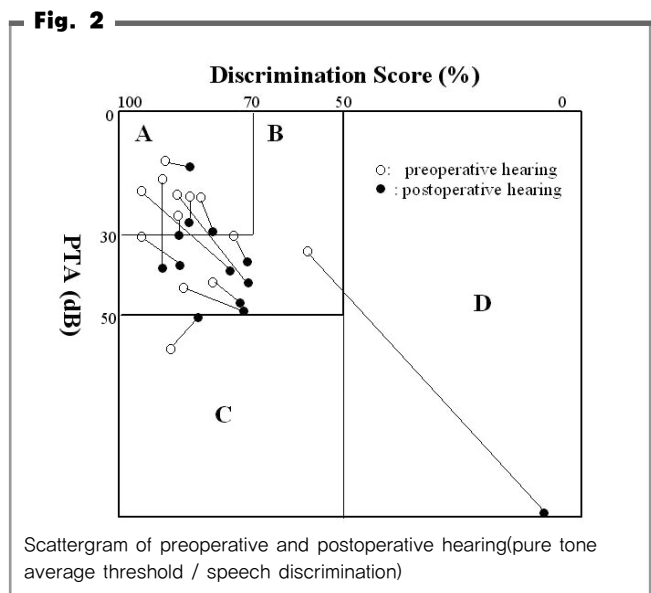 Fig. 2
Discrimination Score (%)
100 70 50 0
0
A B
○: preoperative hearing
●: postoperative hearing
30
PTA (dB)
D
50
C
Scattergram of preoperative and postoperative hearing(pure tone
average threshold / speech discrimination)